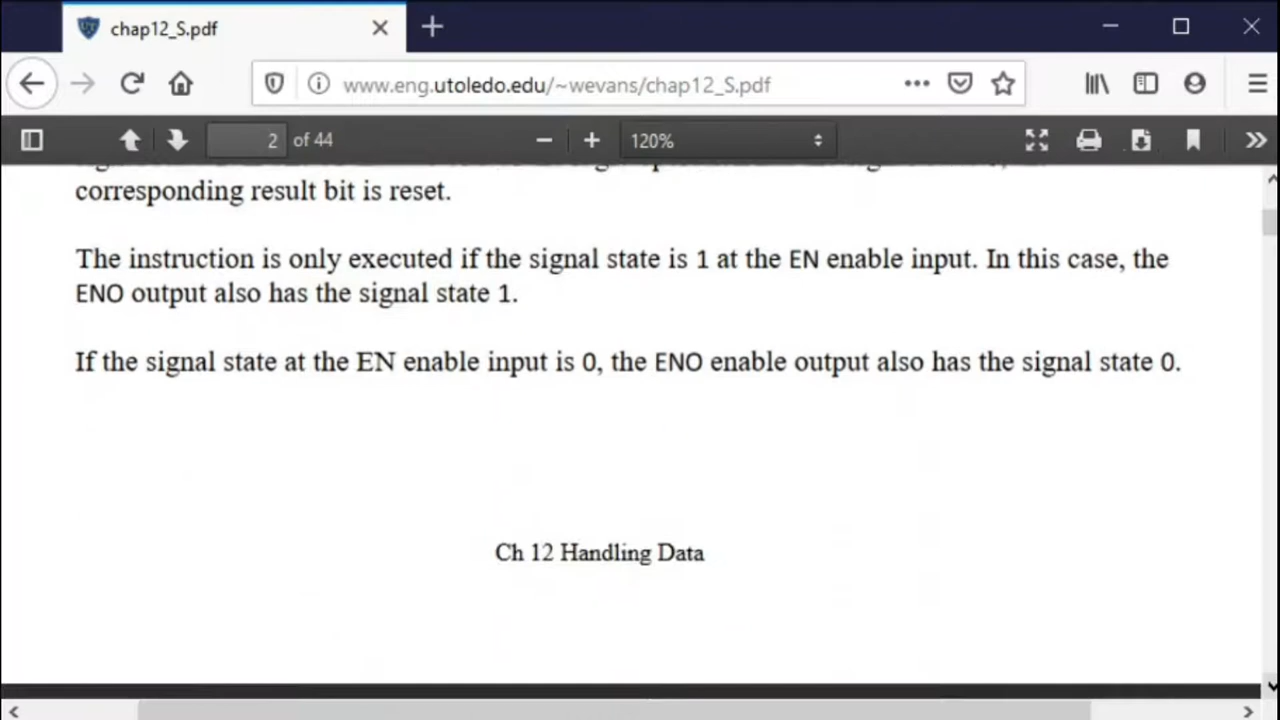 chap12_S.pdf
www.eng.utoledo.edu/~wevans/chap12_S.pdf
2 of 44
120%
corresponding result bit is reset.
The instruction is only executed if the signal state is 1 at the EN enable input. In this case, the
ENO output also has the signal state 1.
If the signal state at the EN enable input is 0, the ENO enable output also has the signal state 0.
Ch 12 Handling Data